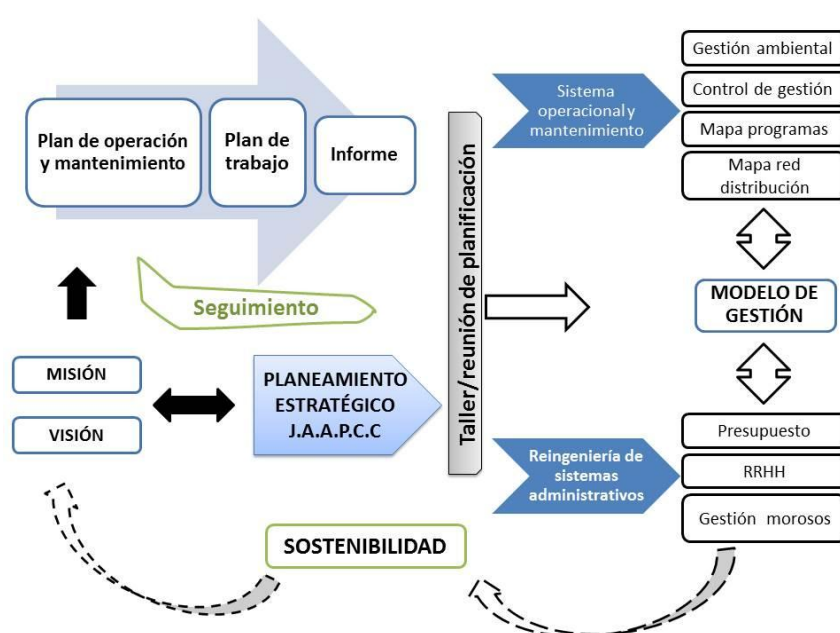 Plan de operación
y mantenimiento
Plan de
trabajo
Informe
Seguimiento
MISIÓN
VISIÓN
PLANEAMIENTO
ESTRATÉGICO
J.A.A.P.C.C
SOSTENIBILIDAD
Taller/reunión de planificación
Sistema
operacional y
mantenimiento
Gestión ambiental
Control de gestión
Mapa programas
Mapa red
distribución
MODELO DE
GESTIÓN
Reingeniería de
sistemas
administrativos
Presupuesto
RRHH
Gestión morosos